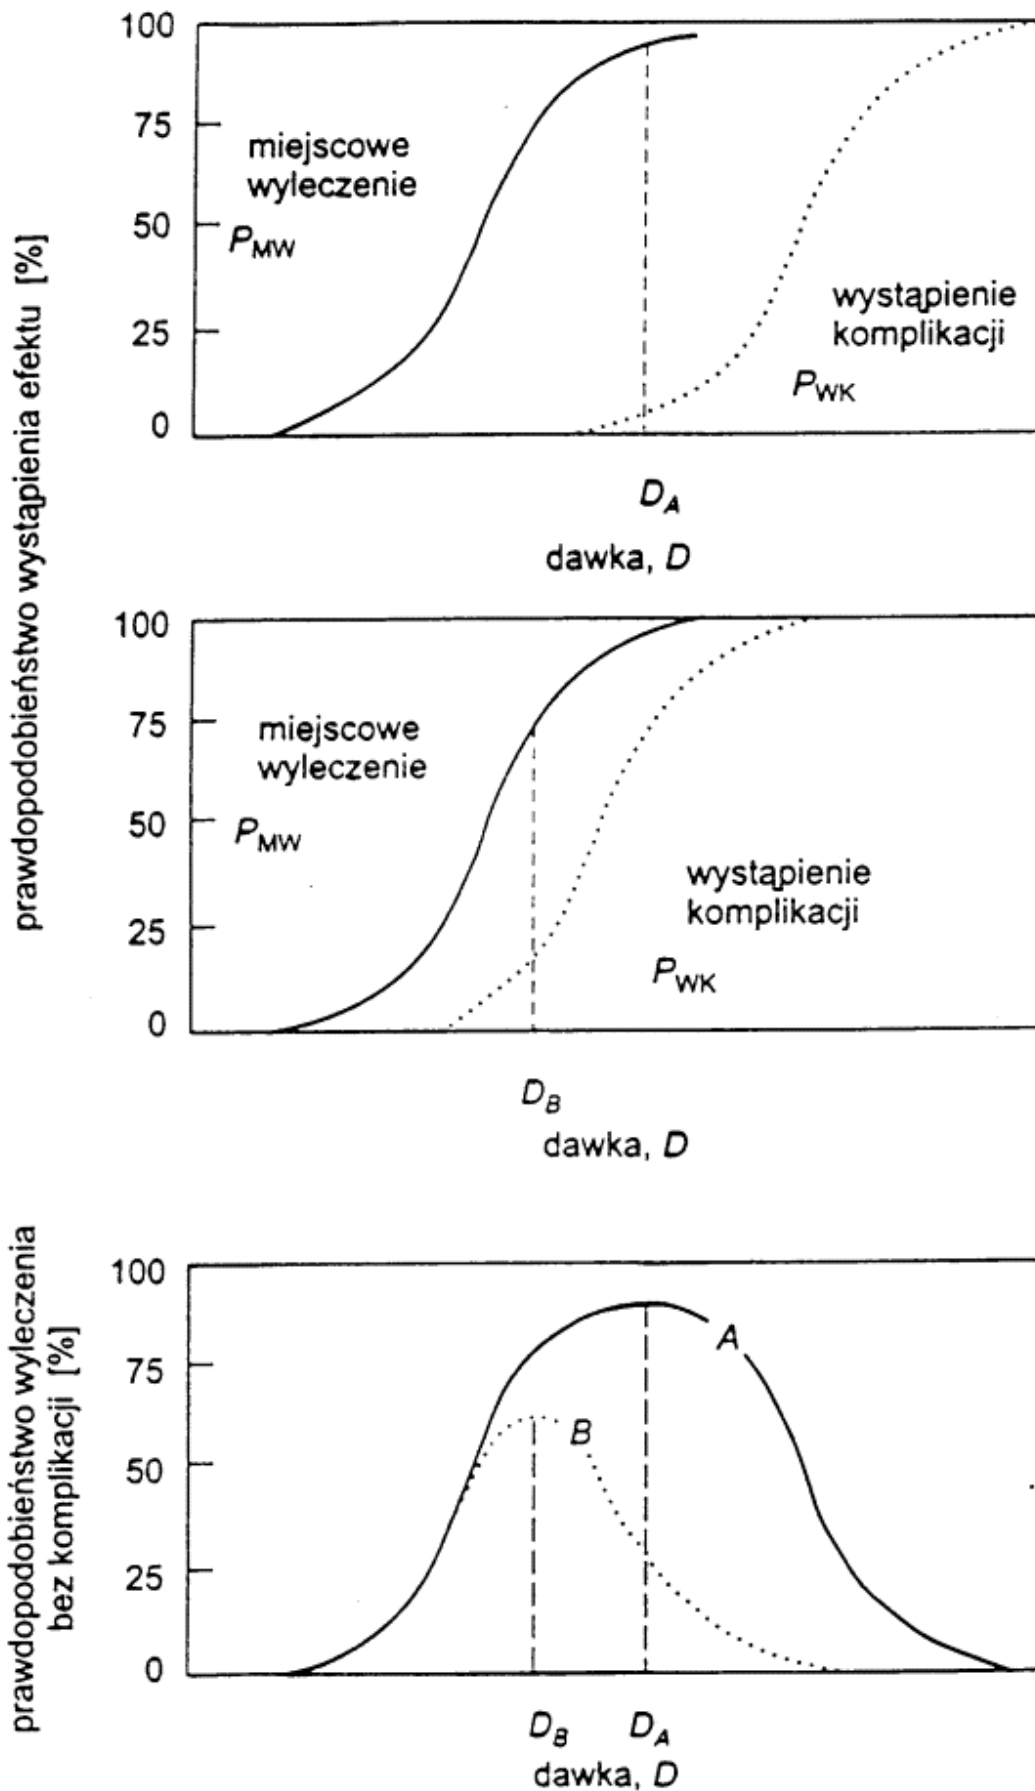 prawdopodobieństwo wystąpienia efektu [%]
100
75
50
25
0
miejscowe
wyleczenie
P_MW
wystąpienie
komplikacji
P_WK
D_A
dawka, D
100
75
50
25
0
miejscowe
wyleczenie
P_MW
wystąpienie
komplikacji
P_WK
D_B
dawka, D
prawdopodobieństwo wyleczenia
bez komplikacji [%]
100
75
50
25
0
A
B
D_B D_A
dawka, D